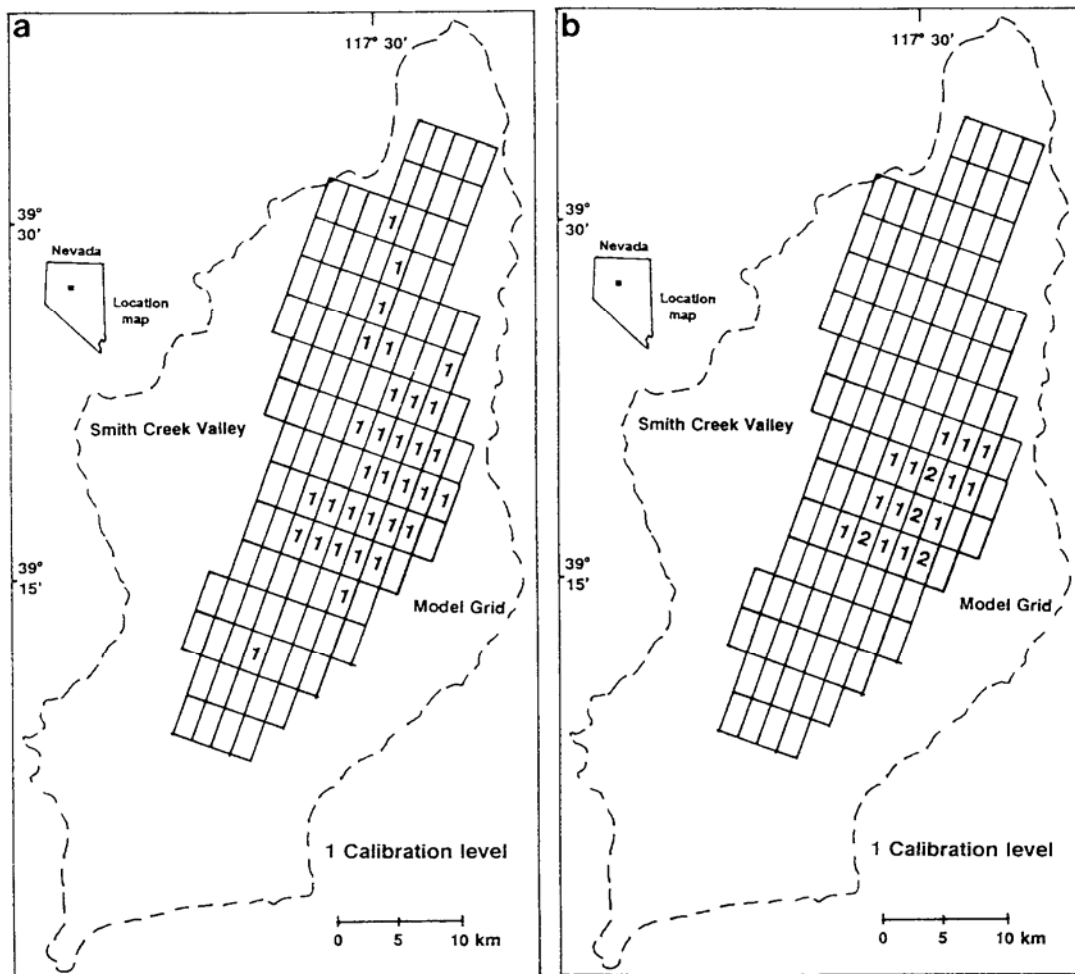 a
117° 30'
39°
30'
Nevada
Location
map
1
1
1
1 1
1
1 1 1
Smith Creek Valley
1 1 1 1 1
1 1 1 1 1
1 1 1 1 1 1
1 1 1 1 1
39°
15'
1
Model Grid
1
1 Calibration level
0 5 10 km
b
117° 30'
39°
30'
Nevada
Location
map
Smith Creek Valley
1 1 1
1 1 2 1 1
1 1 2 1
1 2 1 1 2
39°
15'
Model Grid
1 Calibration level
0 5 10 km